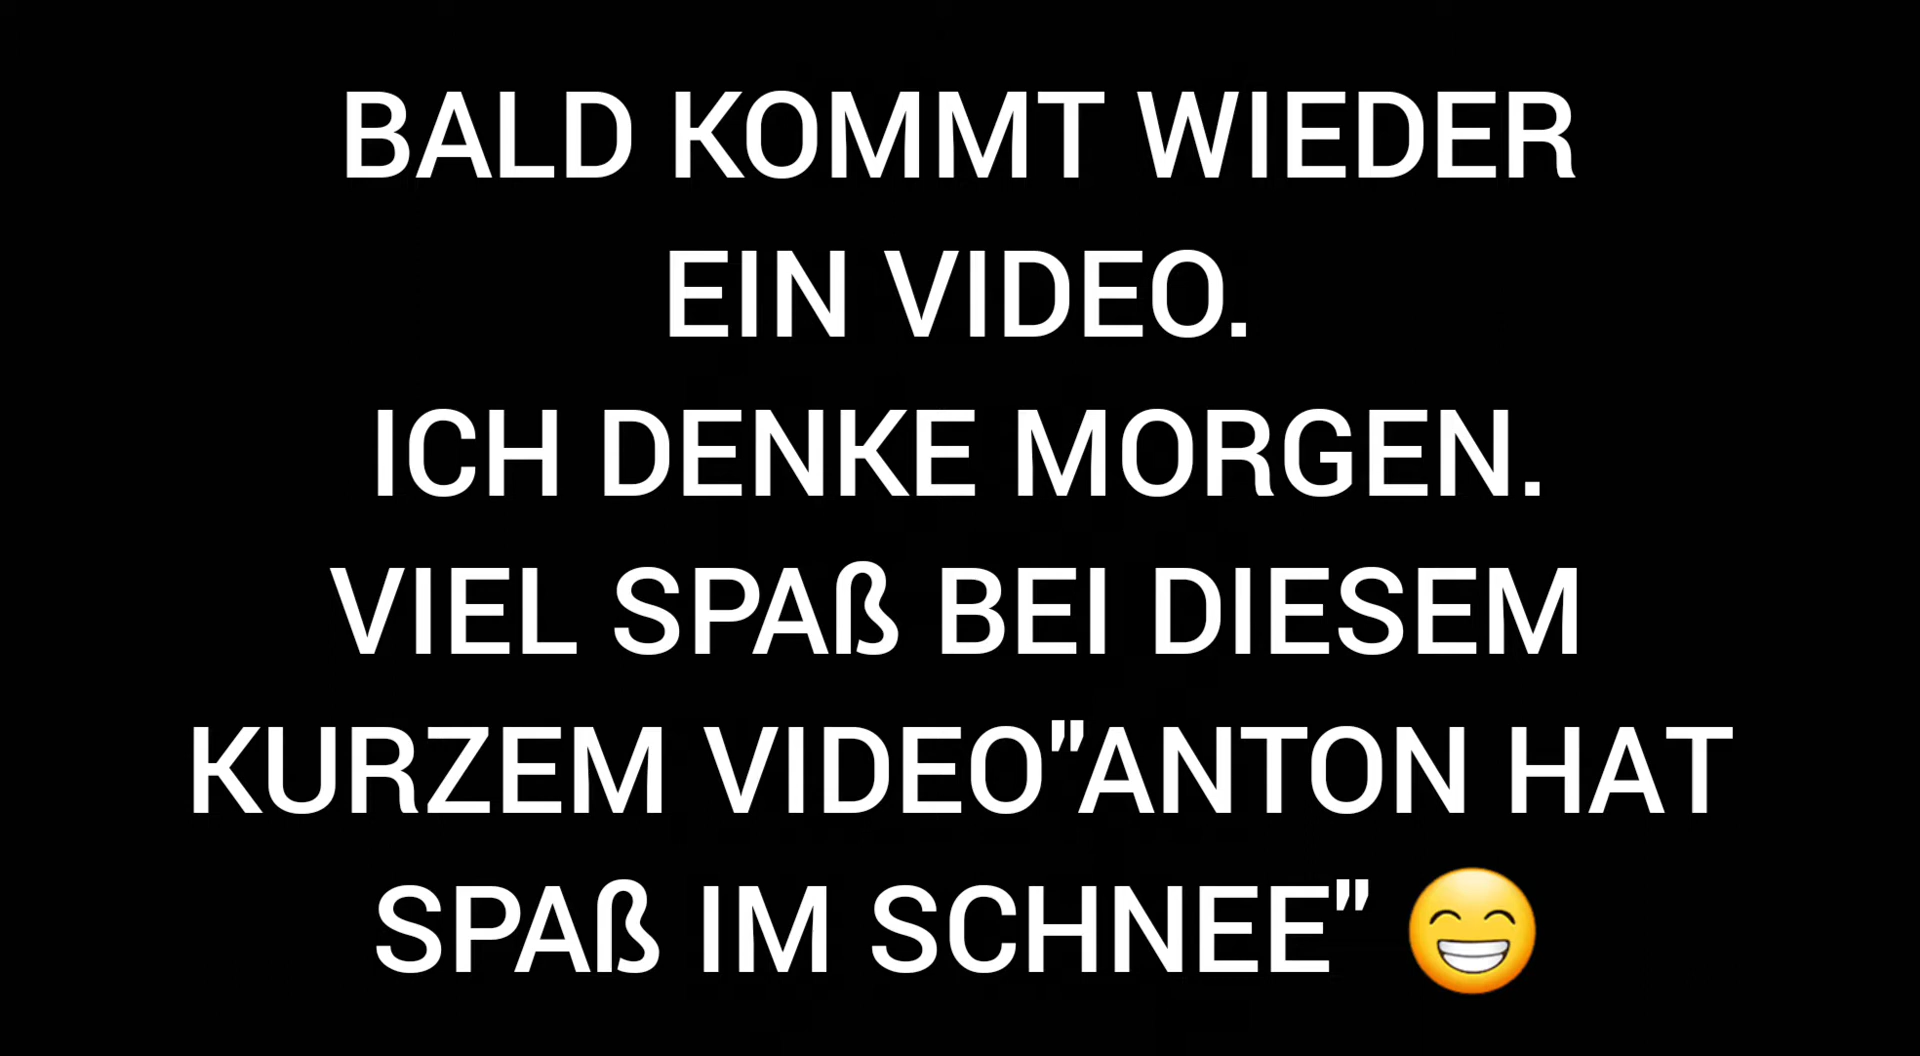 BALD KOMMT WIEDER
EIN VIDEO.
ICH DENKE MORGEN.
VIEL SPAß BEI DIESEM
KURZEM VIDEO"ANTON HAT
SPAß IM SCHNEE" 😁